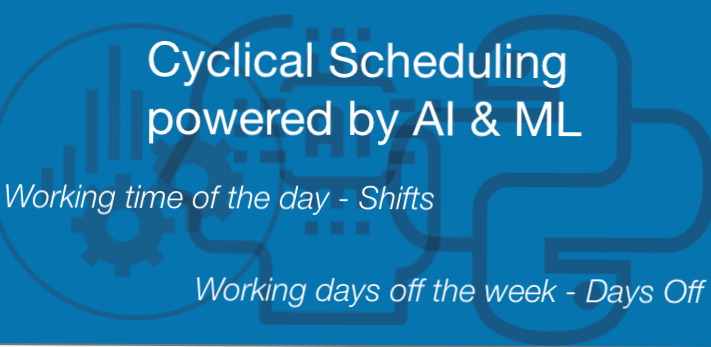 Cyclical Scheduling
powered by AI & ML
Working time of the day - Shifts
Working days off the week - Days Off